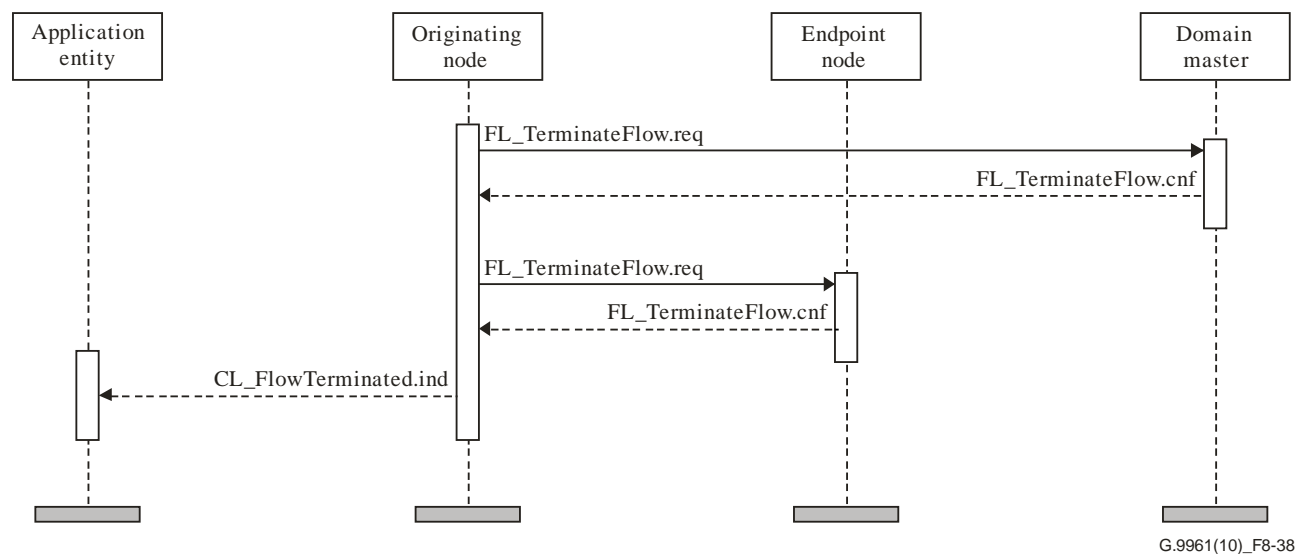 Application
entity
Originating
node
Endpoint
node
Domain
master
FL_TerminateFlow.req
FL_TerminateFlow.cnf
FL_TerminateFlow.req
FL_TerminateFlow.cnf
CL_FlowTerminated.ind
G.9961(10)_F8-38